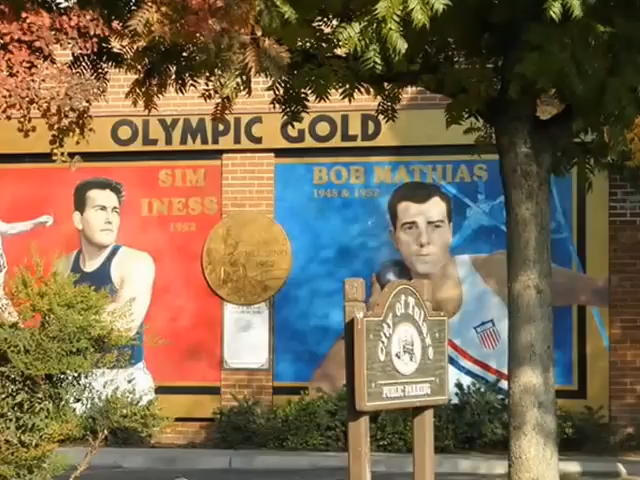 OLYMPIC GOLD
SIM
INESS
1952
BOB MATHIAS
1948 & 1952
City of Tulare
PUBLIC PARKING